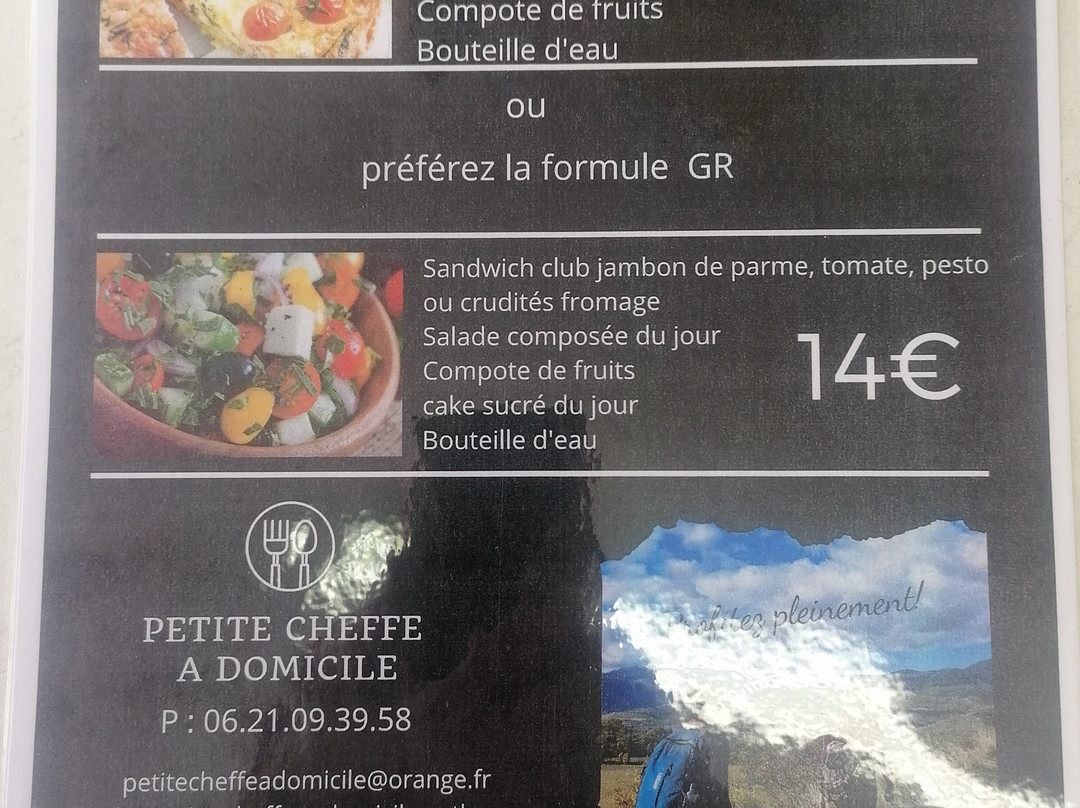 Compote de fruits
Bouteille d'eau
ou
préférez la formule GR
Sandwich club jambon de parme, tomate, pesto
ou crudités fromage
Salade composée du jour
Compote de fruits
cake sucré du jour
Bouteille d'eau
14€
PETITE CHEFFE
A DOMICILE
P : 06.21.09.39.58
petitecheffeadomicile@orange.fr
Profitez pleinement!